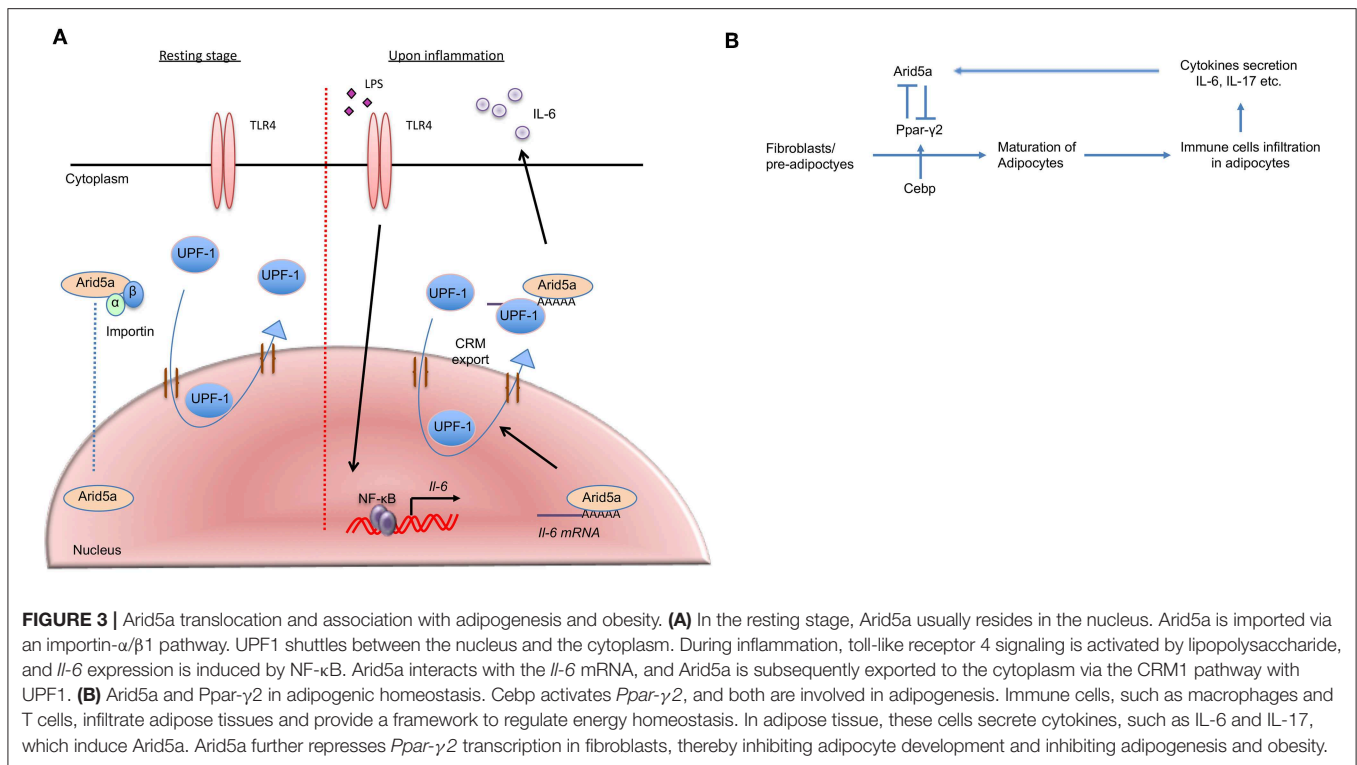 A
Resting stage
Upon inflammation
LPS
TLR4
TLR4
IL-6
Cytoplasm
UPF-1
UPF-1
Arid5a
α
β
Importin
UPF-1
Arid5a
AAAAA
UPF-1
CRM
export
UPF-1
UPF-1
Arid5a
NF-κB
Il-6
Arid5a
AAAAA
Il-6 mRNA
Nucleus
B
Arid5a
Cytokines secretion
IL-6, IL-17 etc.
Ppar-γ2
Fibroblasts/
pre-adipoctyes
Maturation of
Adipocytes
Immune cells infiltration
in adipocytes
Cebp
FIGURE 3 | Arid5a translocation and association with adipogenesis and obesity. (A) In the resting stage, Arid5a usually resides in the nucleus. Arid5a is imported via
an importin-α/β1 pathway. UPF1 shuttles between the nucleus and the cytoplasm. During inflammation, toll-like receptor 4 signaling is activated by lipopolysaccharide,
and Il-6 expression is induced by NF-κB. Arid5a interacts with the Il-6 mRNA, and Arid5a is subsequently exported to the cytoplasm via the CRM1 pathway with
UPF1. (B) Arid5a and Ppar-γ2 in adipogenic homeostasis. Cebp activates Ppar-γ2, and both are involved in adipogenesis. Immune cells, such as macrophages and
T cells, infiltrate adipose tissues and provide a framework to regulate energy homeostasis. In adipose tissue, these cells secrete cytokines, such as IL-6 and IL-17,
which induce Arid5a. Arid5a further represses Ppar-γ2 transcription in fibroblasts, thereby inhibiting adipocyte development and inhibiting adipogenesis and obesity.